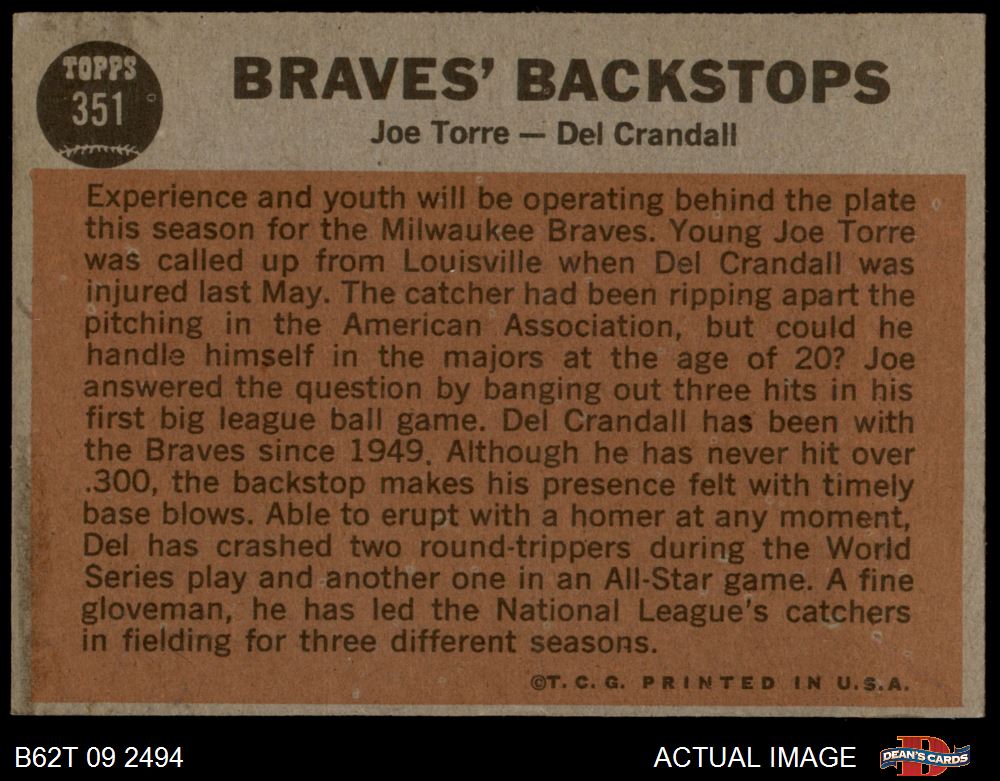 TOPPS
351
BRAVES' BACKSTOPS
Joe Torre — Del Crandall
Experience and youth will be operating behind the plate
this season for the Milwaukee Braves. Young Joe Torre
was called up from Louisville when Del Crandall was
injured last May. The catcher had been ripping apart the
pitching in the American Association, but could he
handle himself in the majors at the age of 20? Joe
answered the question by banging out three hits in his
first big league ball game. Del Crandall has been with
the Braves since 1949. Although he has never hit over
.300, the backstop makes his presence felt with timely
base blows. Able to erupt with a homer at any moment,
Del has crashed two round-trippers during the World
Series play and another one in an All-Star game. A fine
gloveman, he has led the National League's catchers
in fielding for three different seasons.
©T. C. G. PRINTED IN U.S.A.
B62T 09 2494
ACTUAL IMAGE
DEAN'S CARDS